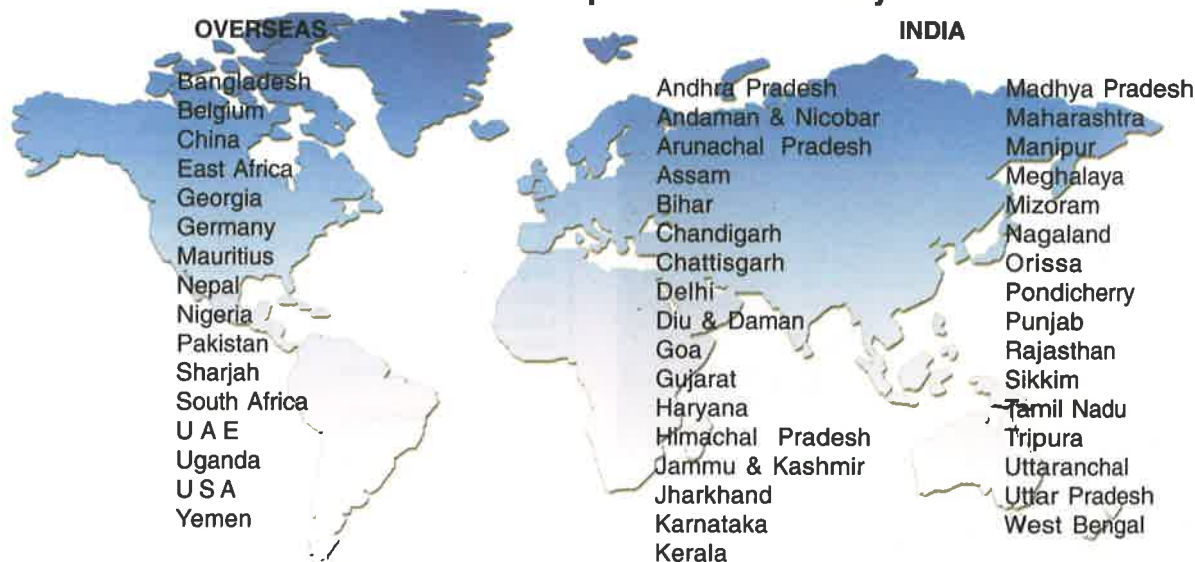 OVERSEAS
Bangladesh
Belgium
China
East Africa
Georgia
Germany
Mauritius
Nepal
Nigeria
Pakistan
Sharjah
South Africa
U A E
Uganda
U S A
Yemen
INDIA
Andhra Pradesh
Andaman & Nicobar
Arunachal Pradesh
Assam
Bihar
Chandigarh
Chattisgarh
Delhi
Diu & Daman
Goa
Gujarat
Haryana
Himachal Pradesh
Jammu & Kashmir
Jharkhand
Karnataka
Kerala
Madhya Pradesh
Maharashtra
Manipur
Meghalaya
Mizoram
Nagaland
Orissa
Pondicherry
Punjab
Rajasthan
Sikkim
Tamil Nadu
Tripura
Uttaranchal
Uttar Pradesh
West Bengal